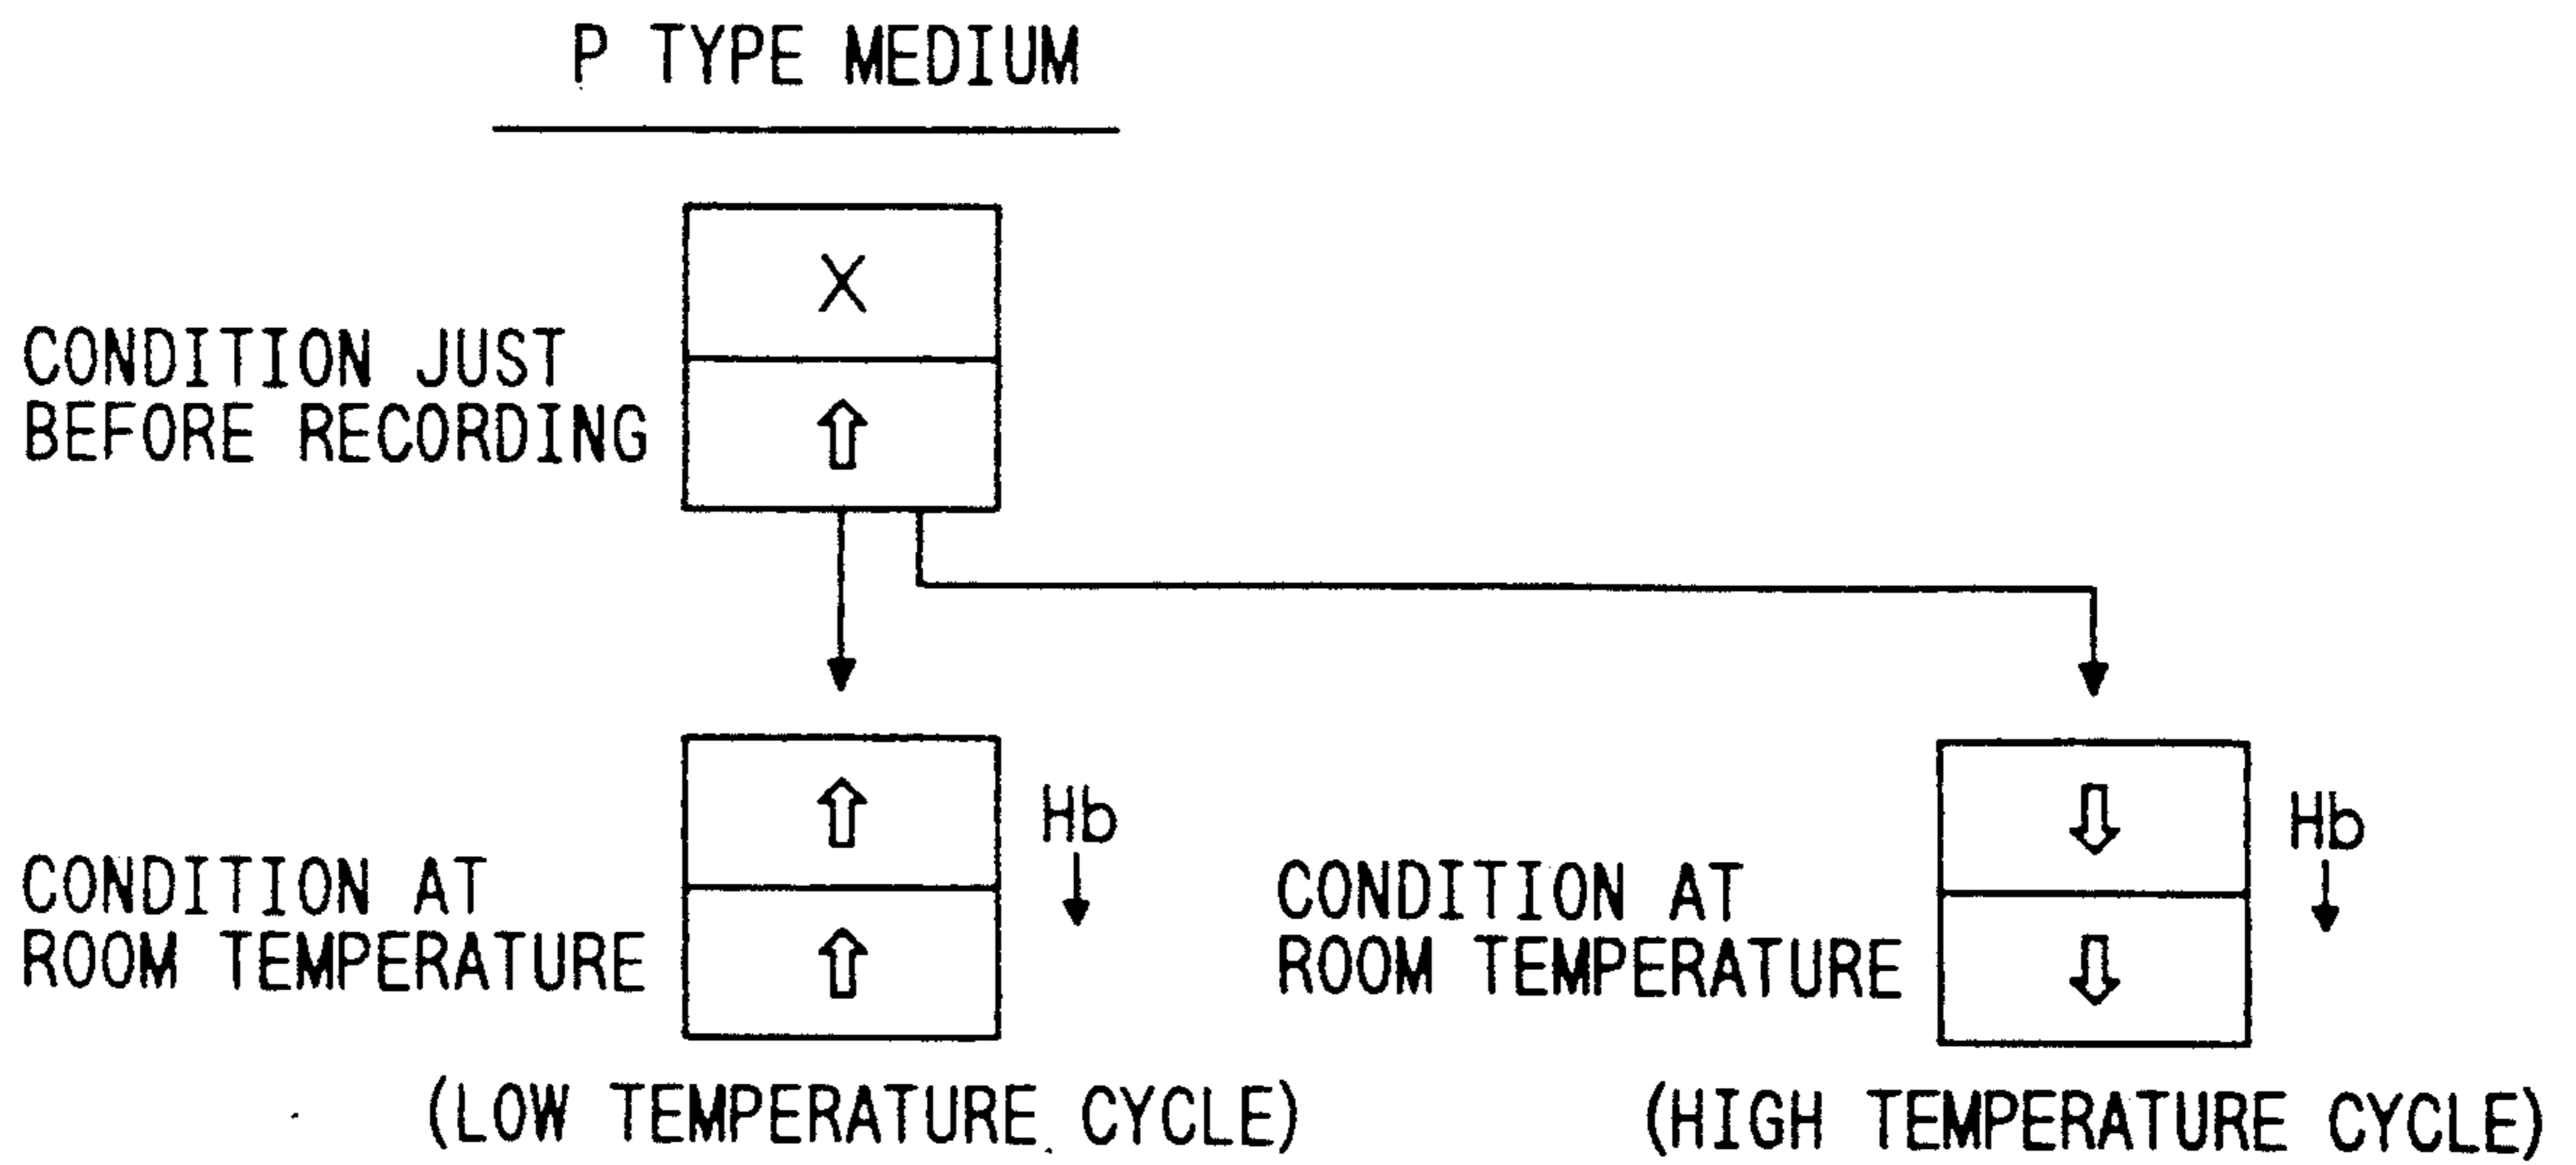 P TYPE MEDIUM
X
CONDITION JUST
BEFORE RECORDING
Hb
CONDITION AT
ROOM TEMPERATURE
(LOW TEMPERATURE CYCLE)
Hb
CONDITION AT
ROOM TEMPERATURE
(HIGH TEMPERATURE CYCLE)